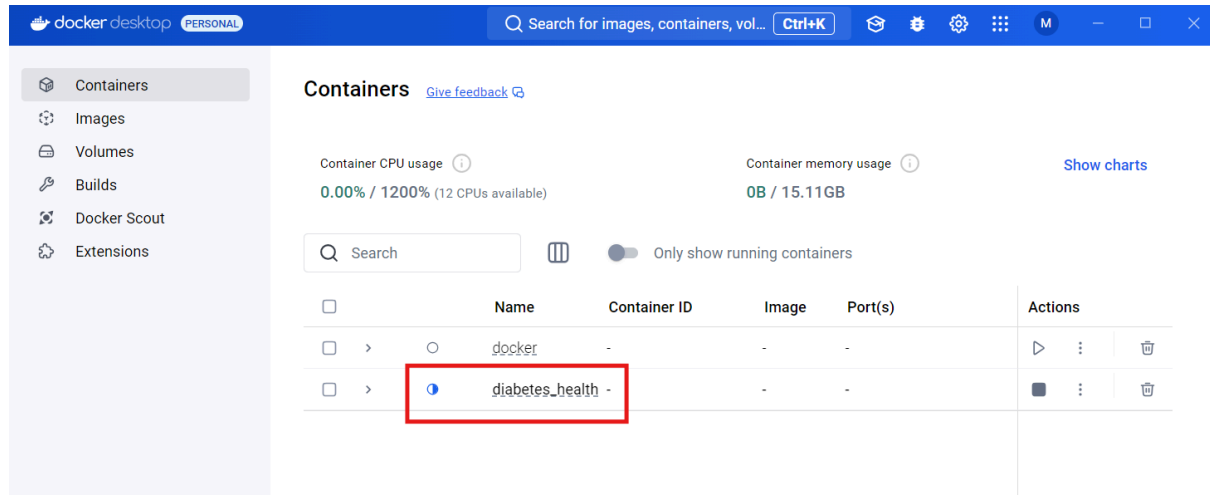 docker desktop PERSONAL
Search for images, containers, vol... Ctrl+K
M
Containers
Images
Volumes
Builds
Docker Scout
Extensions
Containers Give feedback
Container CPU usage
0.00% / 1200% (12 CPUs available)
Container memory usage
0B / 15.11GB
Show charts
Search
Only show running containers
Name Container ID Image Port(s) Actions
docker - - -
diabetes_health - - -